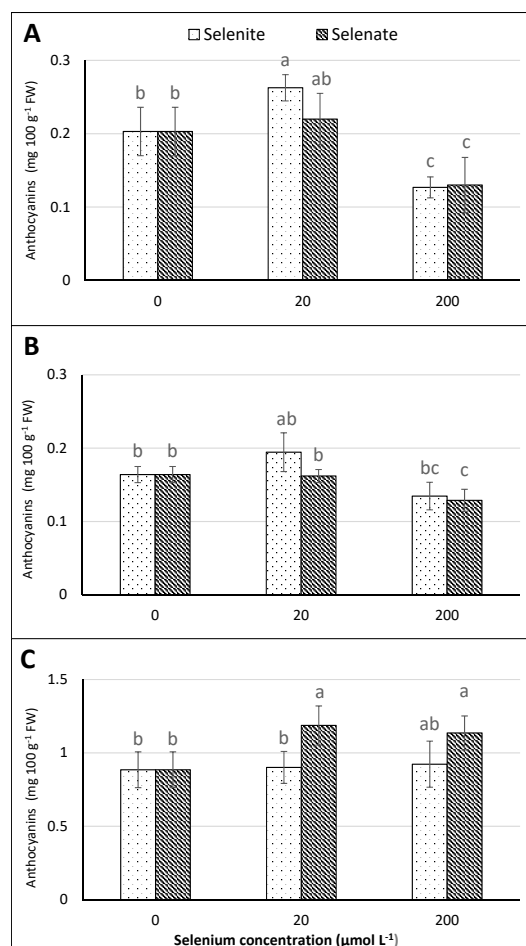 A
Selenite Selenate
Anthocyanins (mg 100 g⁻¹ FW)
0.3
0.2
0.1
0
b b a ab c c
0 20 200
B
Anthocyanins (mg 100 g⁻¹ FW)
0.3
0.2
0.1
0
b b ab b bc c
0 20 200
C
Anthocyanins (mg 100 g⁻¹ FW)
1.5
1
0.5
0
b b b a ab a
0 20 200
Selenium concentration (µmol L⁻¹)